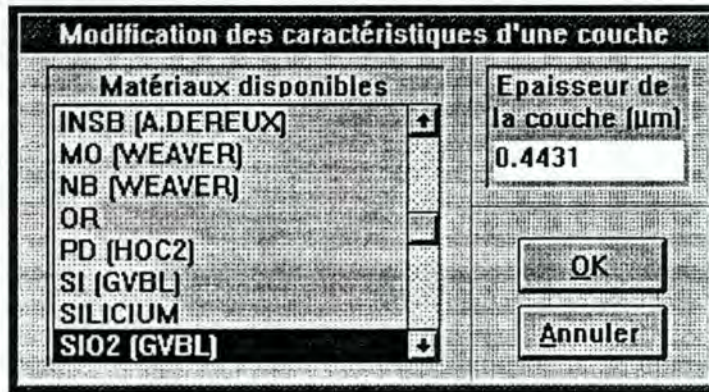 Modification des caractéristiques d'une couche
Matériaux disponibles
INSB (A.DEREUX)
MO (WEAVER)
NB (WEAVER)
OR
PD (HOC2)
SI (GVBL)
SILICIUM
SIO2 (GVBL)
Epaisseur de
la couche (µm)
0.4431
OK
Annuler